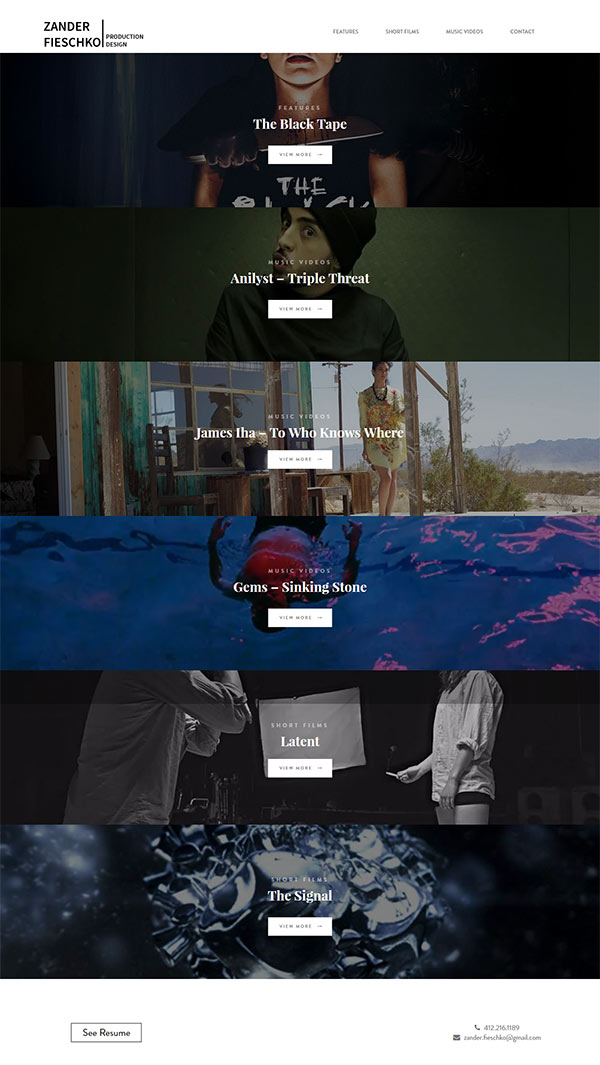 ZANDER
FIESCHKO
PRODUCTION
DESIGN
FEATURES SHORT FILMS MUSIC VIDEOS CONTACT
FEATURES
The Black Tape
VIEW MORE →
THE
BLACK
MUSIC VIDEOS
Anilyst – Triple Threat
VIEW MORE →
MUSIC VIDEOS
James Iha – To Who Knows Where
VIEW MORE →
MUSIC VIDEOS
Gems – Sinking Stone
VIEW MORE →
SHORT FILMS
Latent
VIEW MORE →
SHORT FILMS
The Signal
VIEW MORE →
See Resume
412.216.1189
zander.fieschko@gmail.com